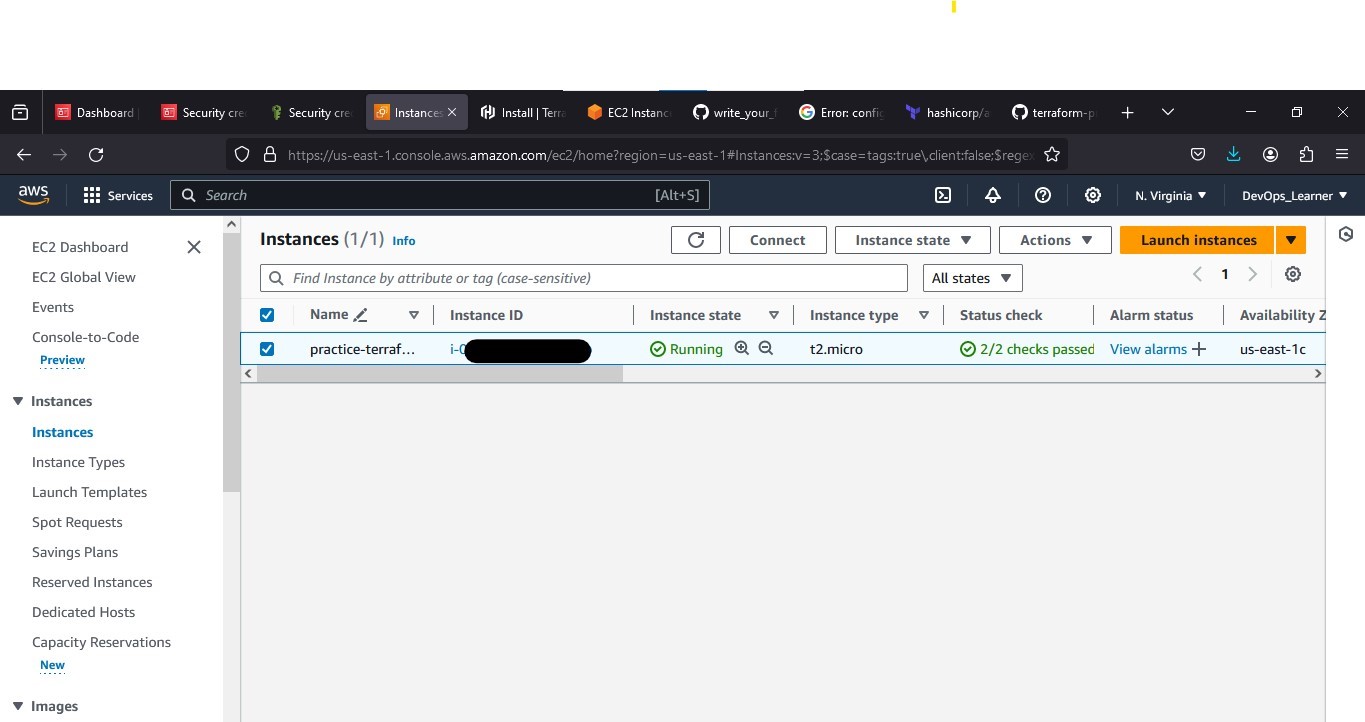 Dashboard
Security cre
Security cre
Instances
Install | Terra
EC2 Instanc
write_your_f
Error: config
hashicorp/a
terraform-p
https://us-east-1.console.aws.amazon.com/ec2/home?region=us-east-1#Instances:v=3;$case=tags:true\,client:false;$regex
aws
Services
Search
[Alt+S]
N. Virginia
DevOps_Learner
EC2 Dashboard
EC2 Global View
Events
Console-to-Code
Preview
Instances
Instances
Instance Types
Launch Templates
Spot Requests
Savings Plans
Reserved Instances
Dedicated Hosts
Capacity Reservations
New
Images
Instances (1/1) Info
Connect
Instance state
Actions
Launch instances
Find Instance by attribute or tag (case-sensitive)
All states
1
Name Instance ID Instance state Instance type Status check Alarm status Availability Z
practice-terraf... i-0 Running t2.micro 2/2 checks passed View alarms us-east-1c